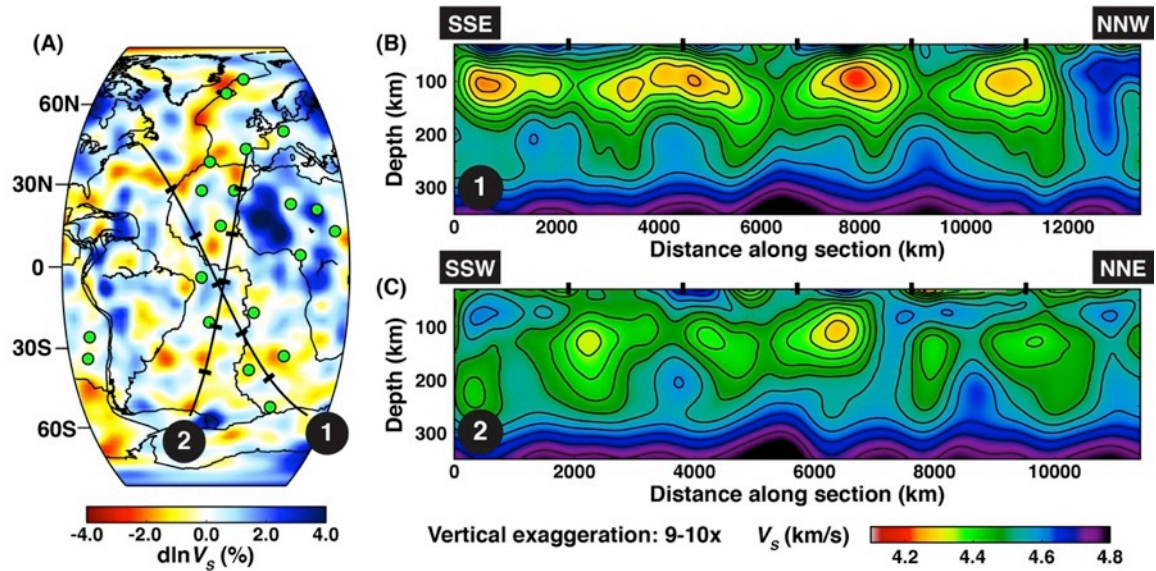 (A)
60N
30N
0
30S
60S
2
1
-4.0 -2.0 0.0 2.0 4.0
dln Vs (%)
SSE
NNW
(B)
Depth (km)
100
200
300
1
0 2000 4000 6000 8000 10000 12000
Distance along section (km)
SSW
NNE
(C)
Depth (km)
100
200
300
2
0 2000 4000 6000 8000 10000
Distance along section (km)
Vertical exaggeration: 9-10x
Vs (km/s)
4.2 4.4 4.6 4.8